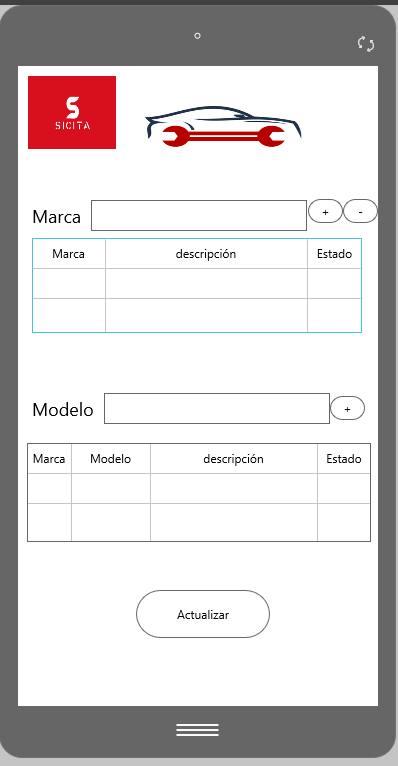 S
SICITA
Marca + -
Marca descripción Estado
Modelo +
Marca Modelo descripción Estado
Actualizar